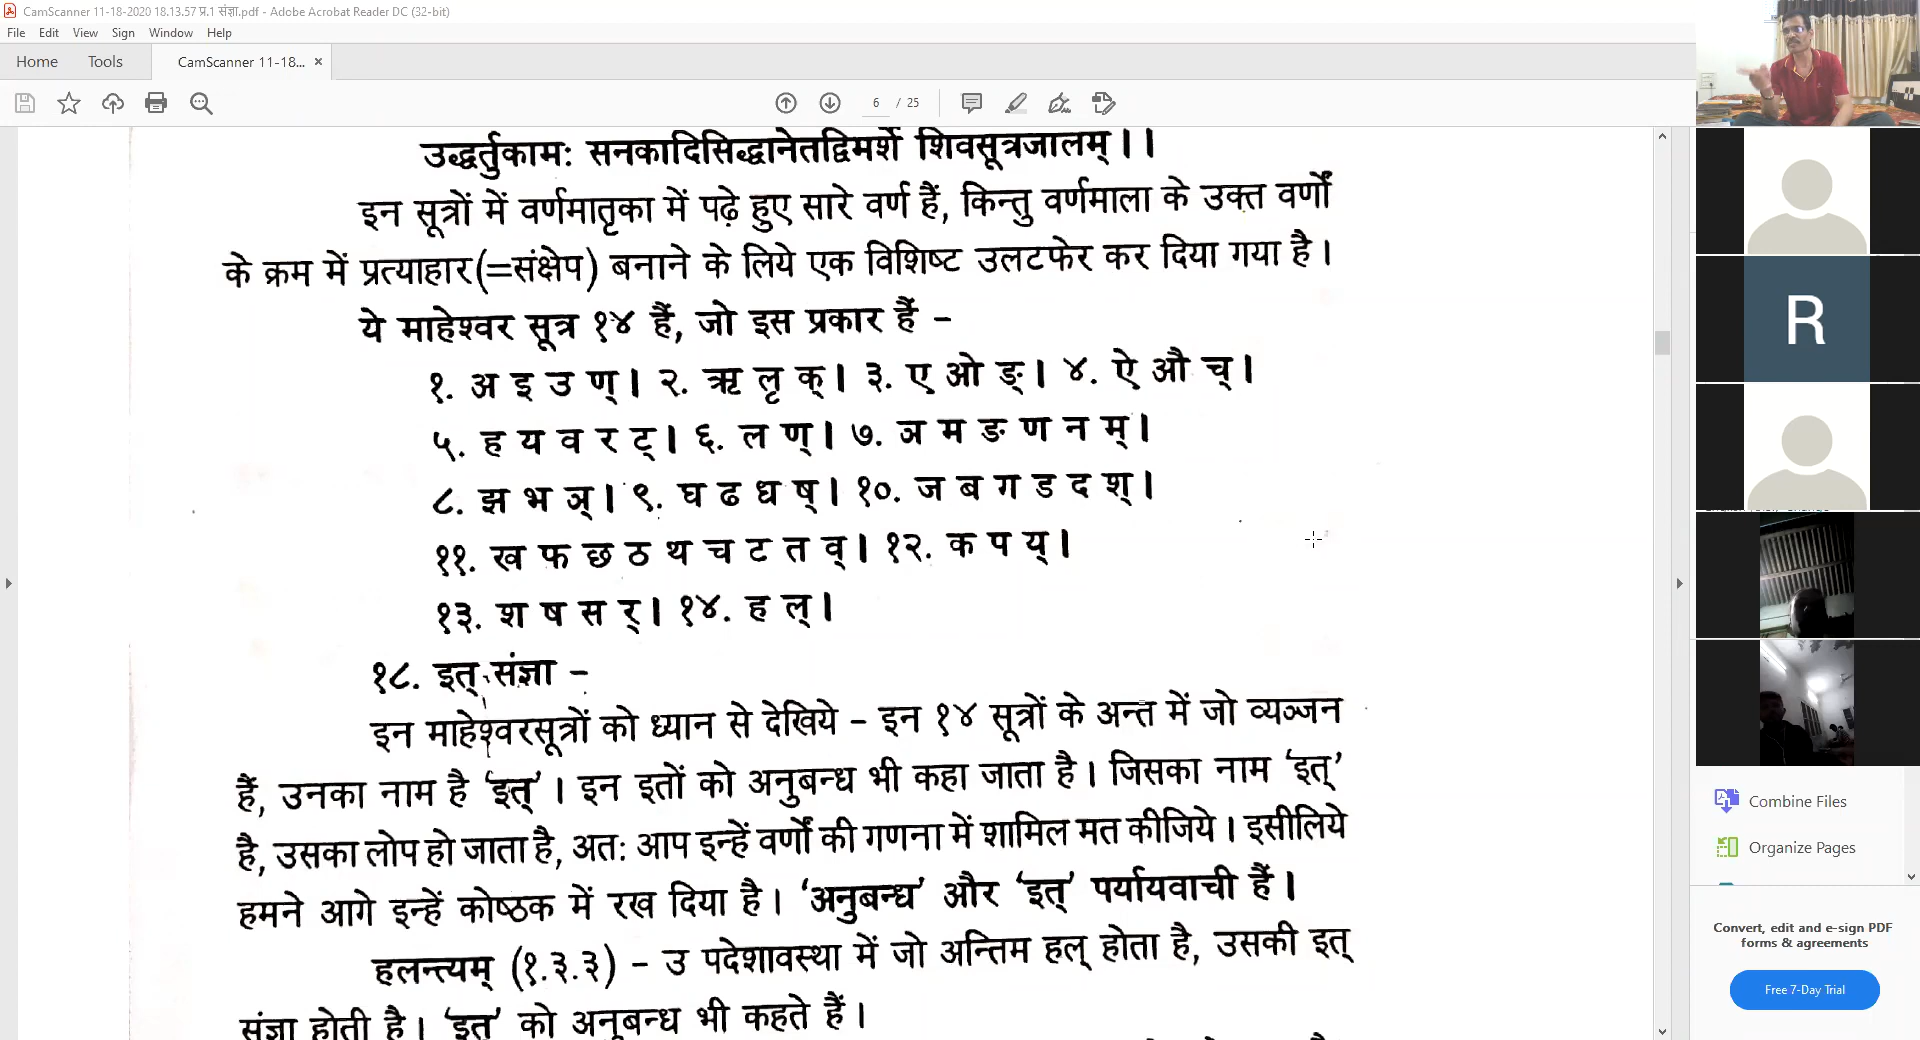 CamScanner 11-18-2020 18.13.57 प्र.1 संज्ञा.pdf - Adobe Acrobat Reader DC (32-bit)
File Edit View Sign Window Help
Home Tools CamScanner 11-18... ×
6 / 25
उद्धर्तुकामः सनकादिसिद्धानेतद्विमर्शे शिवसूत्रजालम्।।
इन सूत्रों में वर्णमातृका में पढ़े हुए सारे वर्ण हैं, किन्तु वर्णमाला के उक्त वर्णों
के क्रम में प्रत्याहार(=संक्षेप) बनाने के लिये एक विशिष्ट उलटफेर कर दिया गया है।
ये माहेश्वर सूत्र १४ हैं, जो इस प्रकार हैं -
१. अ इ उ ण्। २. ऋ लृ क्। ३. ए ओ ङ्। ४. ऐ औ च्।
५. ह य व र ट्। ६. ल ण्। ७. ञ म ङ ण न म्।
८. झ भ ञ्। ९. घ ढ ध ष्। १०. ज ब ग ड द श्।
११. ख फ छ ठ थ च ट त व्। १२. क प य्।
१३. श ष स र्। १४. ह ल्।
१८. इत् संज्ञा -
इन माहेश्वरसूत्रों को ध्यान से देखिये - इन १४ सूत्रों के अन्त में जो व्यञ्जन
हैं, उनका नाम है ‘इत्’ । इन इतों को अनुबन्ध भी कहा जाता है। जिसका नाम ‘इत्’
है, उसका लोप हो जाता है, अतः आप इन्हें वर्णों की गणना में शामिल मत कीजिये। इसीलिये
हमने आगे इन्हें कोष्ठक में रख दिया है। ‘अनुबन्ध’ और ‘इत्’ पर्यायवाची हैं।
हलन्त्यम् (१.३.३) - उ पदेशावस्था में जो अन्तिम हल् होता है, उसकी इत्
संज्ञा होती है। ‘इत्’ को अनुबन्ध भी कहते हैं।
R
Combine Files
Organize Pages
Convert, edit and e-sign PDF
forms & agreements
Free 7-Day Trial